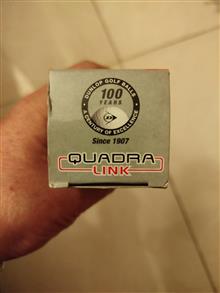 DUNLOP GOLF BALLS
100
YEARS
A CENTURY OF EXCELLENCE
Since 1907
QUADRA
LINK